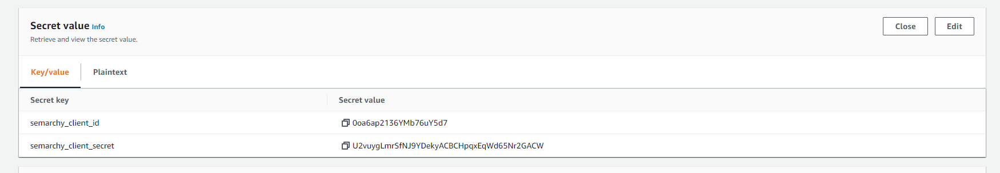 Secret value Info
Close
Edit
Retrieve and view the secret value.
Key/value
Plaintext
Secret key
Secret value
semarchy_client_id
0oa6ap2136YMb76uY5d7
semarchy_client_secret
U2vuygLmrSfNJ9YDekyACBCHpqxEqWd65Nr2GACW